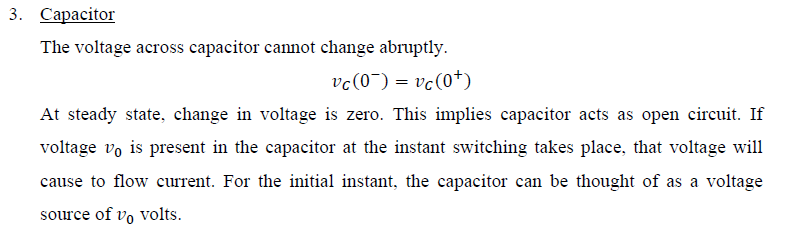 3. Capacitor
The voltage across capacitor cannot change abruptly.
v_C(0⁻) = v_C(0⁺)
At steady state, change in voltage is zero. This implies capacitor acts as open circuit. If
voltage v₀ is present in the capacitor at the instant switching takes place, that voltage will
cause to flow current. For the initial instant, the capacitor can be thought of as a voltage
source of v₀ volts.